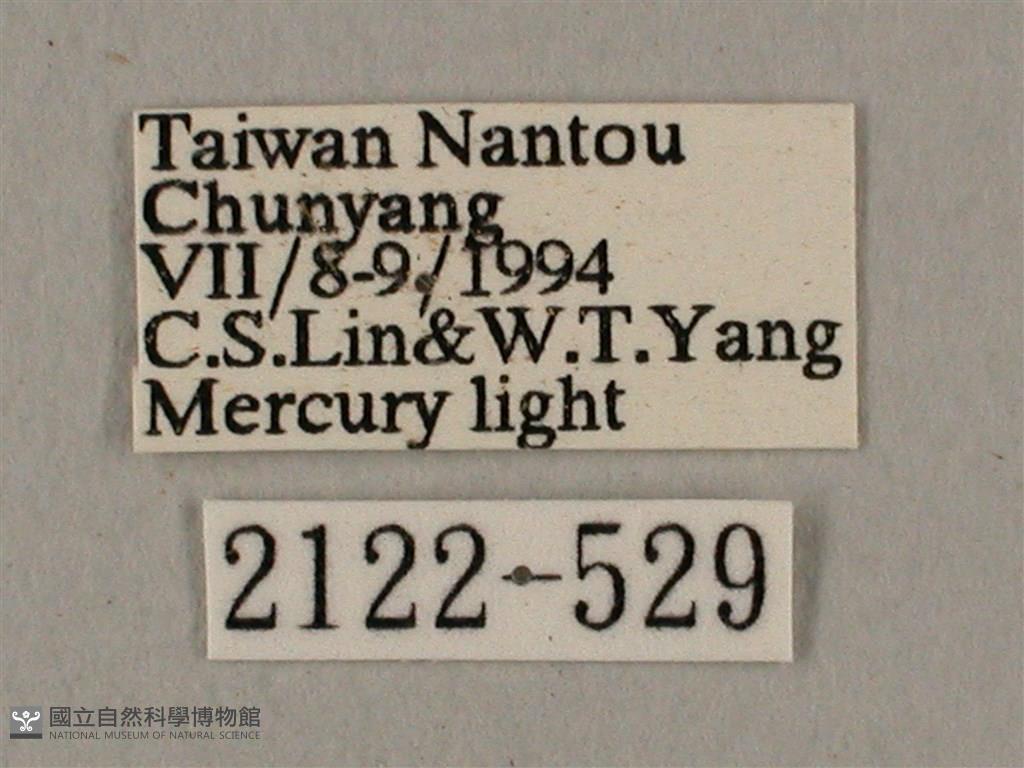 Taiwan Nantou
Chunyang
VII/8-9/1994
C.S.Lin&W.T.Yang
Mercury light
2122-529
國立自然科學博物館
NATIONAL MUSEUM OF NATURAL SCIENCE